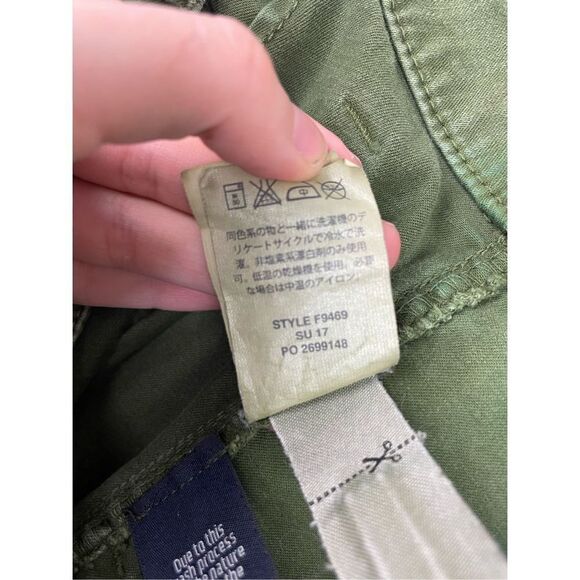 中
同色系の物と一緒に洗濯機のデ
リケートサイクルで冷水で洗
濯。非塩素系漂白剤のみ使用
可。低温の乾燥機を使用。必要
な場合は中温のアイロン。
STYLE F9469
SU 17
PO 2699148
Due to this
process
nature
the